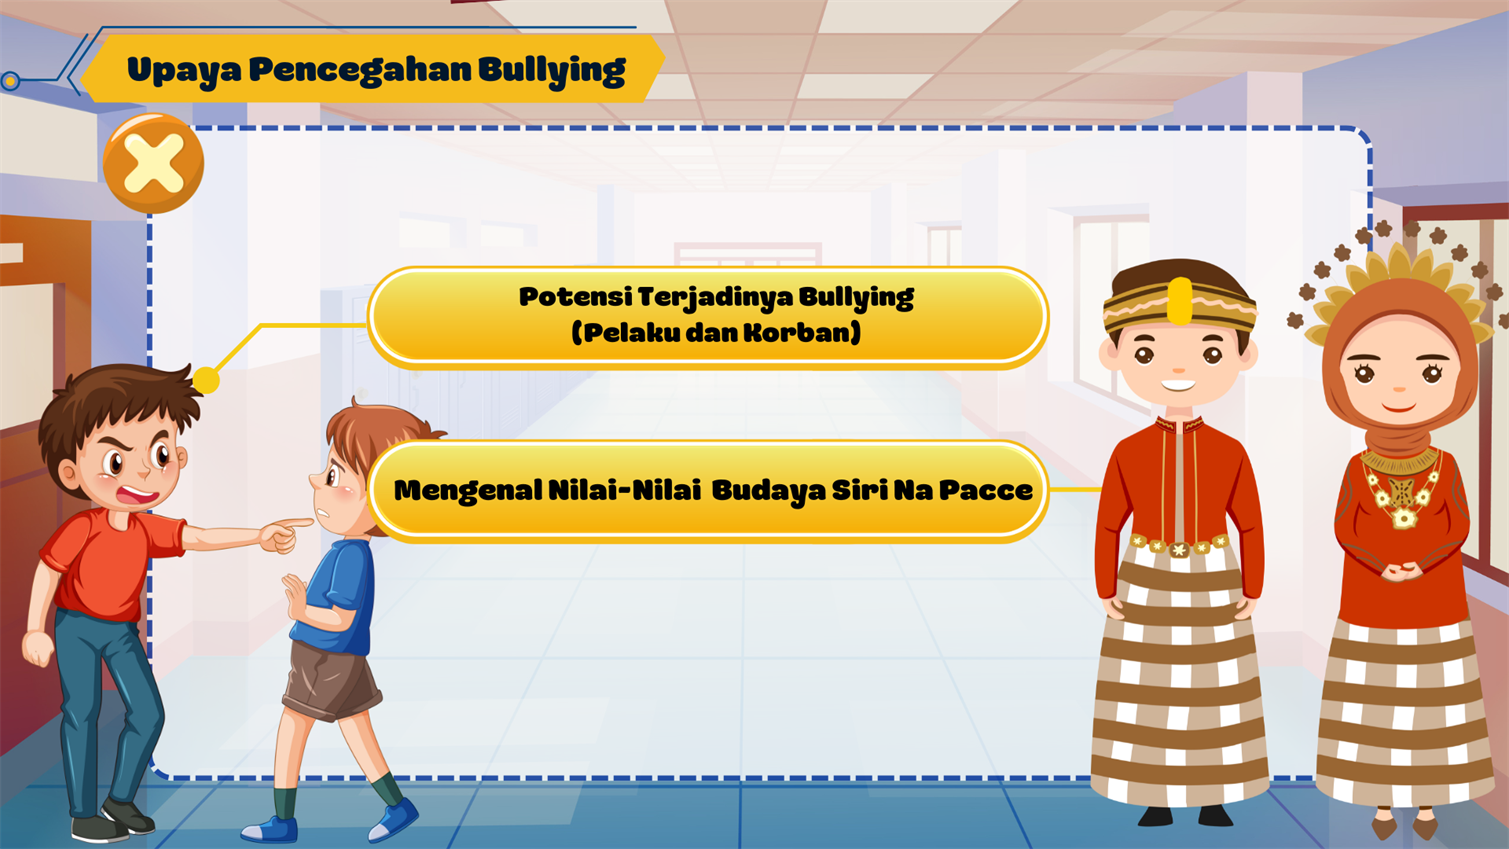 Upaya Pencegahan Bullying
Potensi Terjadinya Bullying
(Pelaku dan Korban)
Mengenal Nilai-Nilai Budaya Siri Na Pacce